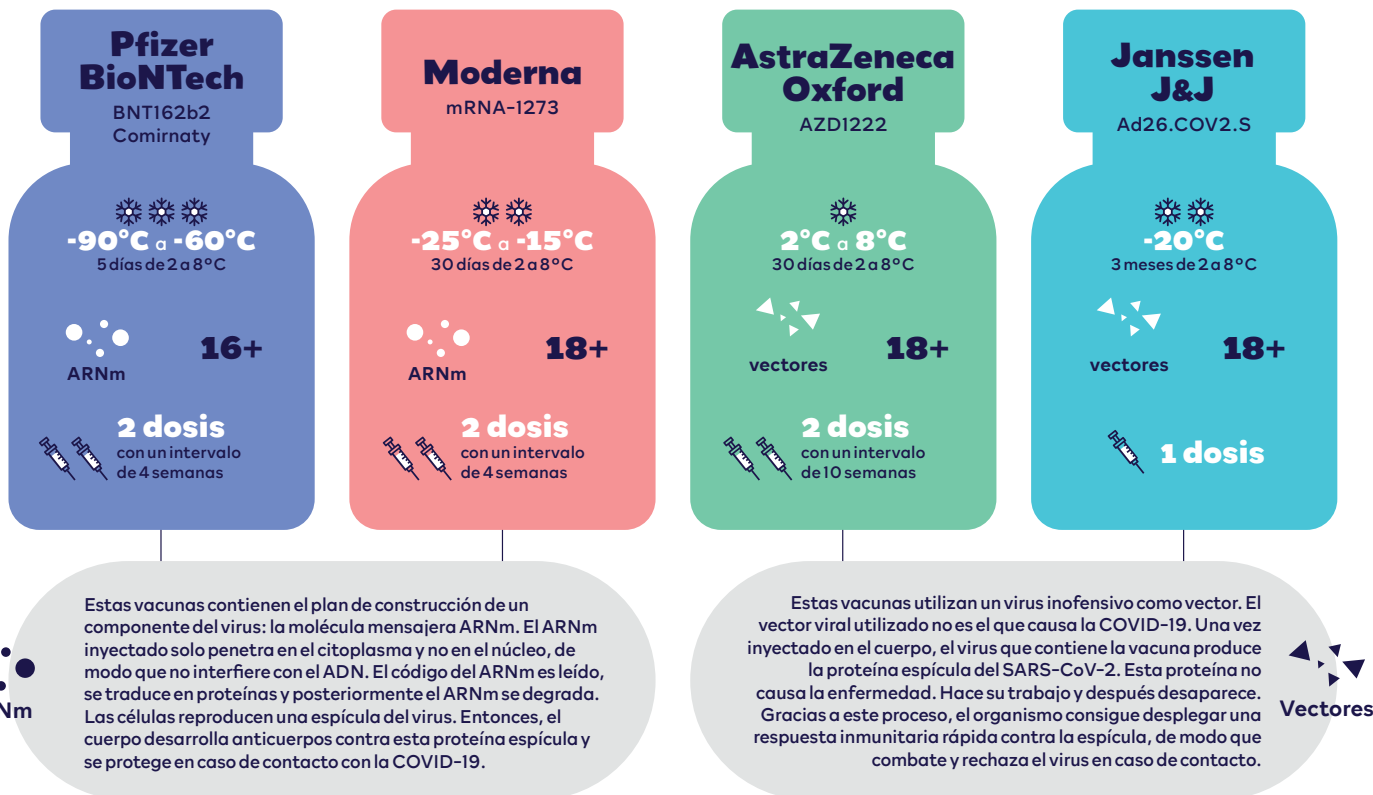 Pfizer
BioNTech
BNT162b2
Comirnaty
-90°C a -60°C
5 días de 2 a 8°C
ARNm
16+
2 dosis
con un intervalo
de 4 semanas
Moderna
mRNA-1273
-25°C a -15°C
30 días de 2 a 8°C
ARNm
18+
2 dosis
con un intervalo
de 4 semanas
AstraZeneca
Oxford
AZD1222
2°C a 8°C
30 días de 2 a 8°C
vectores
18+
2 dosis
con un intervalo
de 10 semanas
Janssen
J&J
Ad26.COV2.S
-20°C
3 meses de 2 a 8°C
vectores
18+
1 dosis
Nm
Estas vacunas contienen el plan de construcción de un
componente del virus: la molécula mensajera ARNm. El ARNm
inyectado solo penetra en el citoplasma y no en el núcleo, de
modo que no interfiere con el ADN. El código del ARNm es leído,
se traduce en proteínas y posteriormente el ARNm se degrada.
Las células reproducen una espícula del virus. Entonces, el
cuerpo desarrolla anticuerpos contra esta proteína espícula y
se protege en caso de contacto con la COVID-19.
Estas vacunas utilizan un virus inofensivo como vector. El
vector viral utilizado no es el que causa la COVID-19. Una vez
inyectado en el cuerpo, el virus que contiene la vacuna produce
la proteína espícula del SARS-CoV-2. Esta proteína no
causa la enfermedad. Hace su trabajo y después desaparece.
Gracias a este proceso, el organismo consigue desplegar una
respuesta inmunitaria rápida contra la espícula, de modo que
combate y rechaza el virus en caso de contacto.
Vectores